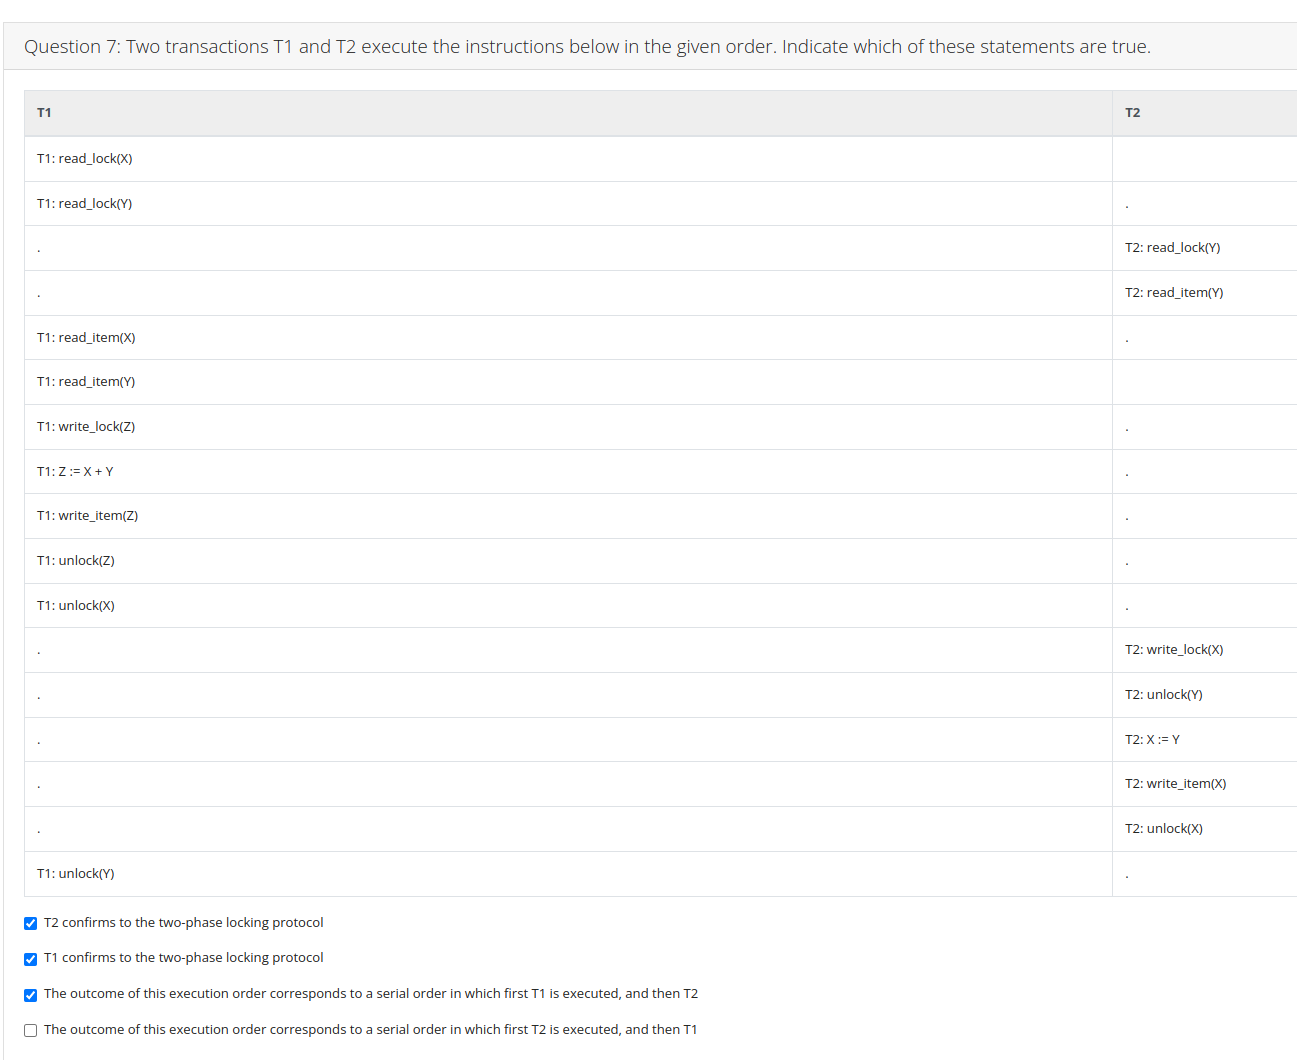 Question 7: Two transactions T1 and T2 execute the instructions below in the given order. Indicate which of these statements are true.
T1 T2
T1: read_lock(X)
T1: read_lock(Y) .
. T2: read_lock(Y)
. T2: read_item(Y)
T1: read_item(X) .
T1: read_item(Y)
T1: write_lock(Z) .
T1: Z := X + Y .
T1: write_item(Z) .
T1: unlock(Z) .
T1: unlock(X) .
. T2: write_lock(X)
. T2: unlock(Y)
. T2: X := Y
. T2: write_item(X)
. T2: unlock(X)
T1: unlock(Y) .
T2 confirms to the two-phase locking protocol
T1 confirms to the two-phase locking protocol
The outcome of this execution order corresponds to a serial order in which first T1 is executed, and then T2
The outcome of this execution order corresponds to a serial order in which first T2 is executed, and then T1